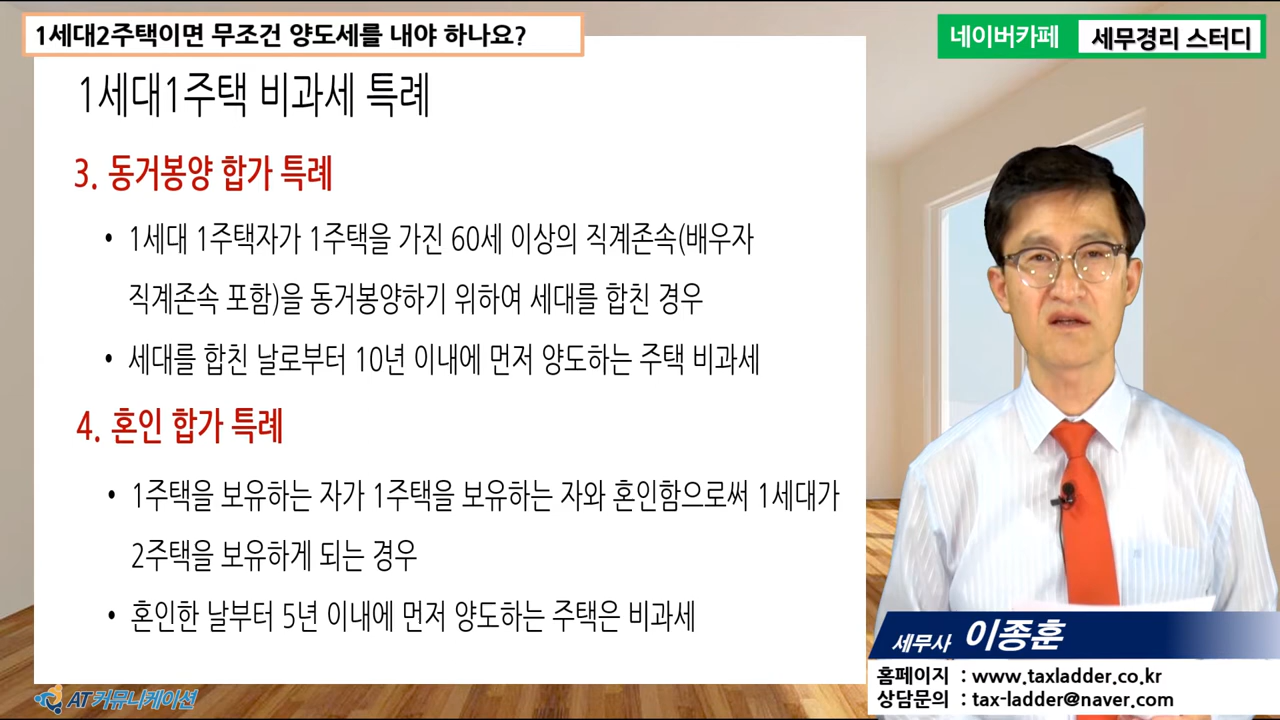 1세대2주택이면 무조건 양도세를 내야 하나요?
네이버카페 세무경리 스터디
1세대1주택 비과세 특례
3. 동거봉양 합가 특례
• 1세대 1주택자가 1주택을 가진 60세 이상의 직계존속(배우자
직계존속 포함)을 동거봉양하기 위하여 세대를 합친 경우
• 세대를 합친 날로부터 10년 이내에 먼저 양도하는 주택 비과세
4. 혼인 합가 특례
• 1주택을 보유하는 자가 1주택을 보유하는 자와 혼인함으로써 1세대가
2주택을 보유하게 되는 경우
• 혼인한 날부터 5년 이내에 먼저 양도하는 주택은 비과세
세무사 이종훈
홈페이지 : www.taxladder.co.kr
상담문의 : tax-ladder@naver.com
AT커뮤니케이션